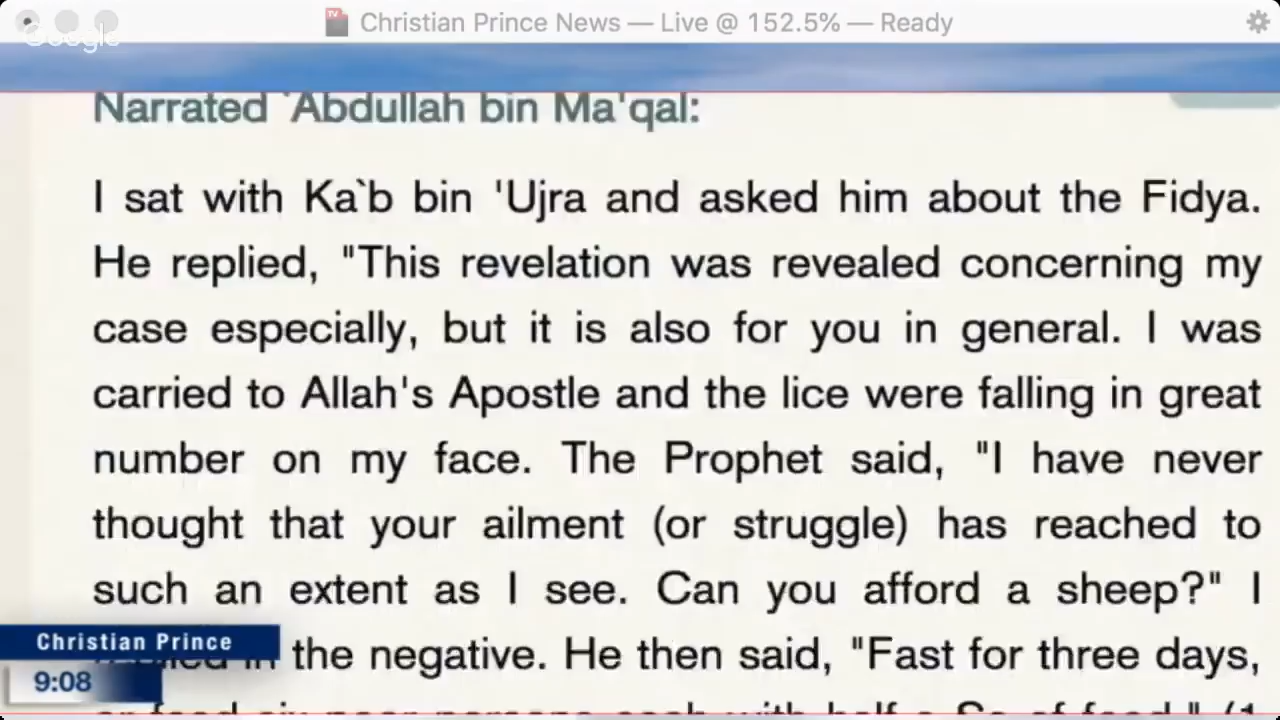 Christian Prince News — Live @ 152.5% — Ready
Google
Narrated `Abdullah bin Ma'qal:
I sat with Ka`b bin 'Ujra and asked him about the Fidya.
He replied, "This revelation was revealed concerning my
case especially, but it is also for you in general. I was
carried to Allah's Apostle and the lice were falling in great
number on my face. The Prophet said, "I have never
thought that your ailment (or struggle) has reached to
such an extent as I see. Can you afford a sheep?" I
in the negative. He then said, "Fast for three days,
Christian Prince
9:08